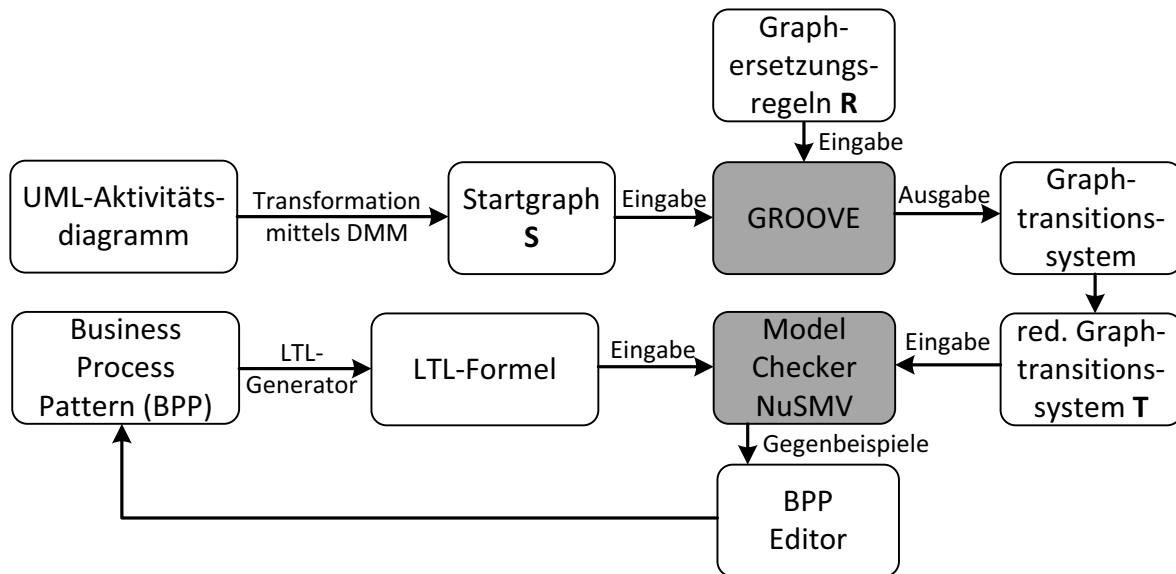 Graph-
ersetzungs-
regeln R
Eingabe
UML-Aktivitäts-
diagramm
Transformation
mittels DMM
Startgraph
S
Eingabe
GROOVE
Ausgabe
Graph-
transitions-
system
Business
Process
Pattern (BPP)
LTL-
Generator
LTL-Formel
Eingabe
Model
Checker
NuSMV
Eingabe
red. Graph-
transitions-
system T
Gegenbeispiele
BPP
Editor